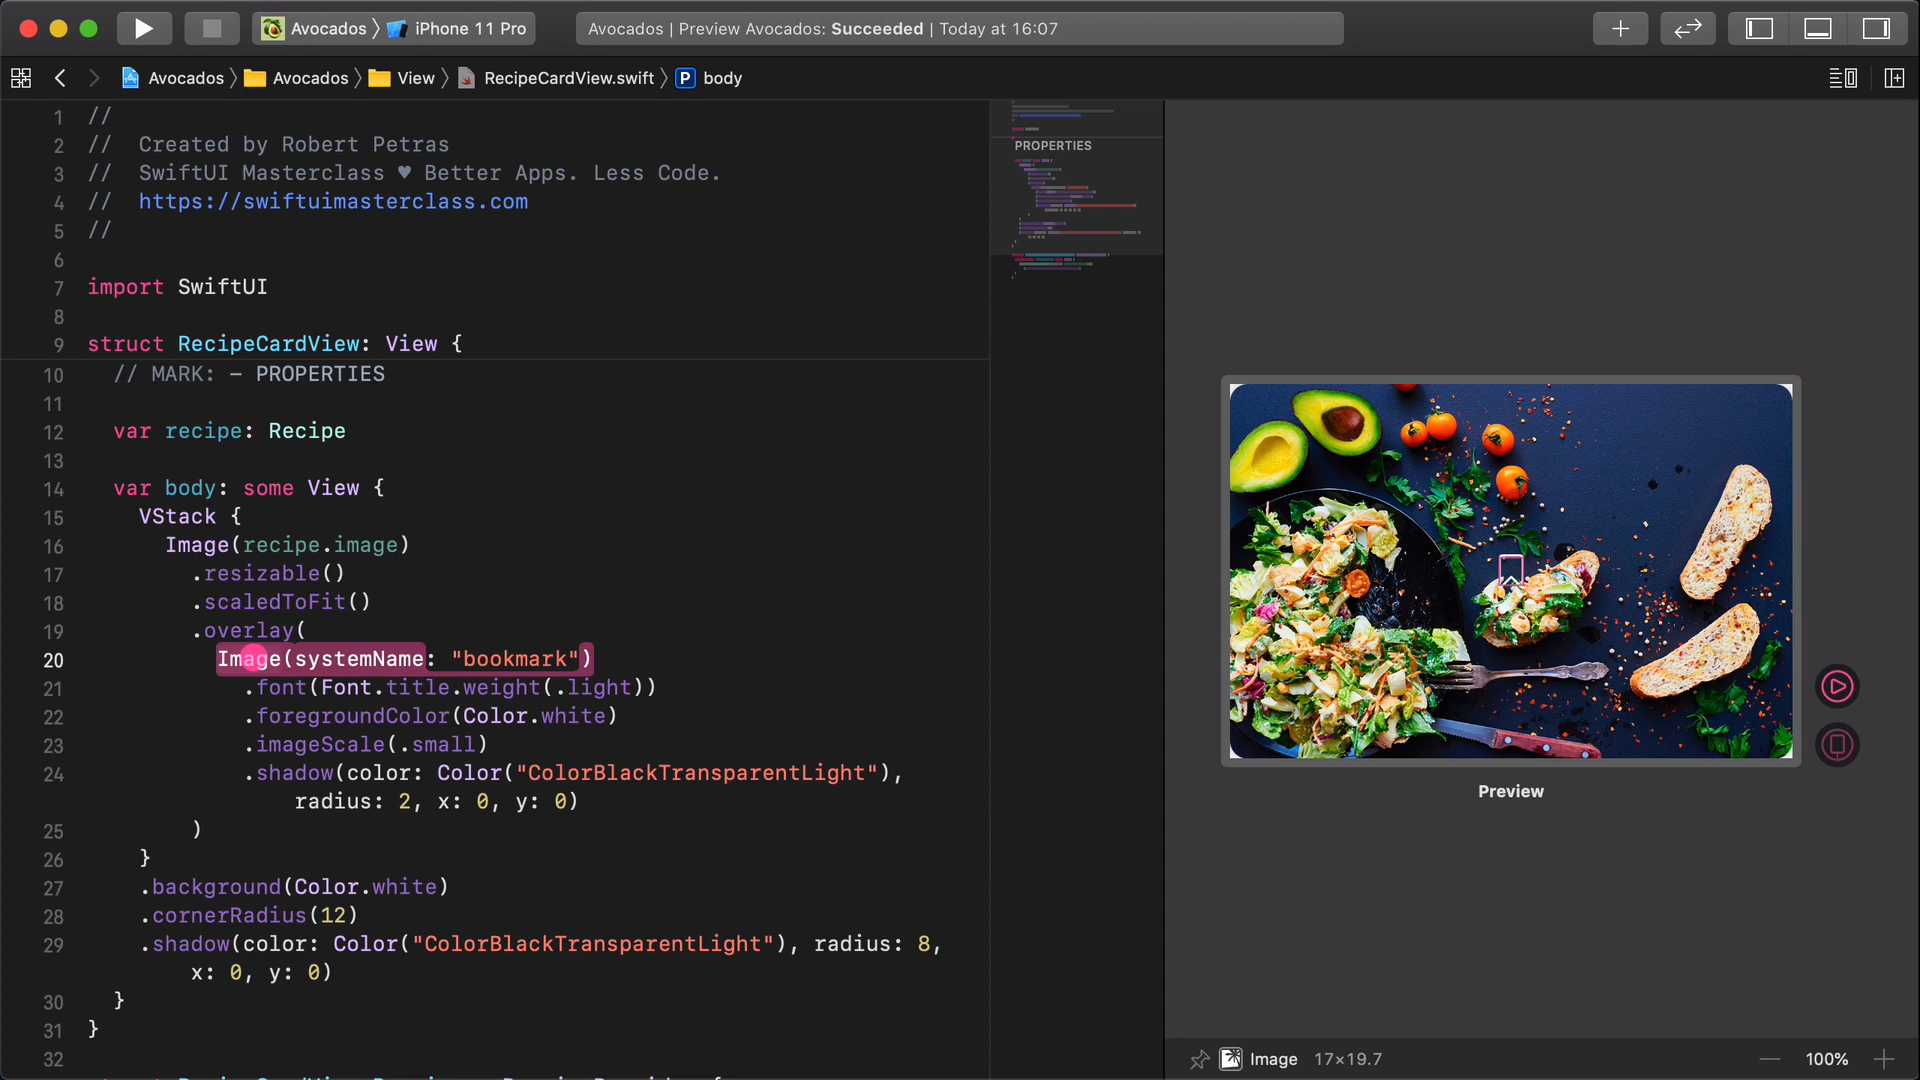 Avocados 〉 iPhone 11 Pro
Avocados | Preview Avocados: Succeeded | Today at 16:07
Avocados 〉 Avocados 〉 View 〉 RecipeCardView.swift 〉 P body
1 //
2 // Created by Robert Petras
3 // SwiftUI Masterclass ♥ Better Apps. Less Code.
4 // https://swiftuimasterclass.com
5 //
6
7 import SwiftUI
8
9 struct RecipeCardView: View {
10 // MARK: - PROPERTIES
11
12 var recipe: Recipe
13
14 var body: some View {
15 VStack {
16 Image(recipe.image)
17 .resizable()
18 .scaledToFit()
19 .overlay(
20 Image(systemName: "bookmark")
21 .font(Font.title.weight(.light))
22 .foregroundColor(Color.white)
23 .imageScale(.small)
24 .shadow(color: Color("ColorBlackTransparentLight"),
radius: 2, x: 0, y: 0)
25 )
26 }
27 .background(Color.white)
28 .cornerRadius(12)
29 .shadow(color: Color("ColorBlackTransparentLight"), radius: 8,
x: 0, y: 0)
30 }
31 }
32
PROPERTIES
Preview
Image 17×19.7
100%